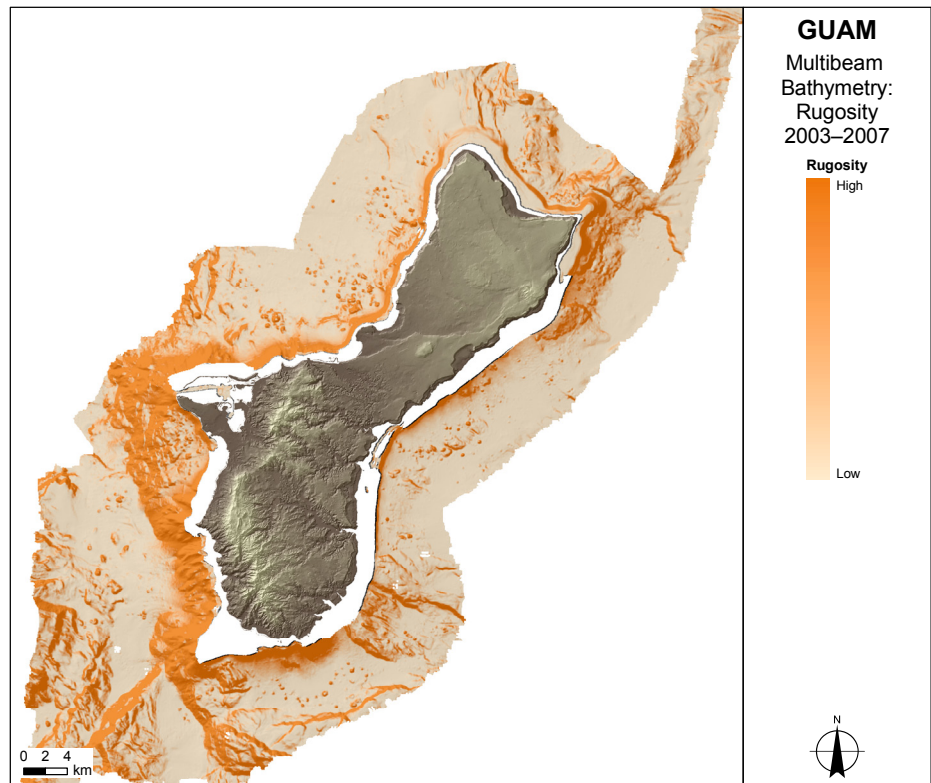 GUAM
Multibeam
Bathymetry:
Rugosity
2003–2007
Rugosity
High
Low
N
0 2 4
km